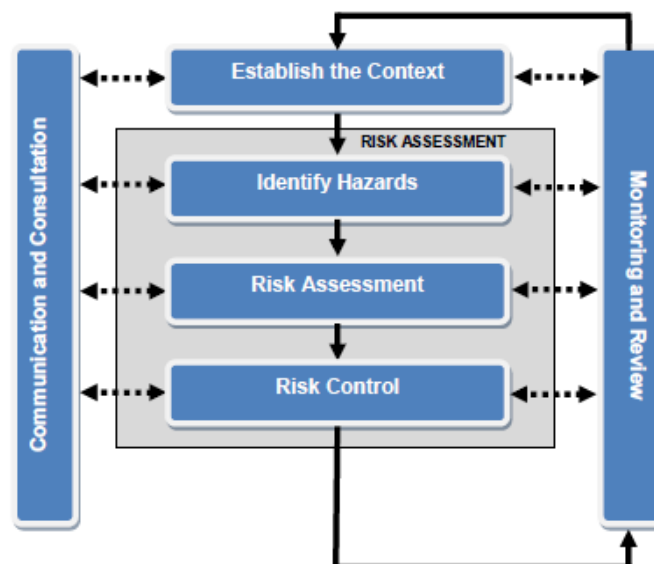 Establish the Context
RISK ASSESSMENT
Identify Hazards
Risk Assessment
Risk Control
Communication and Consultation
Monitoring and Review